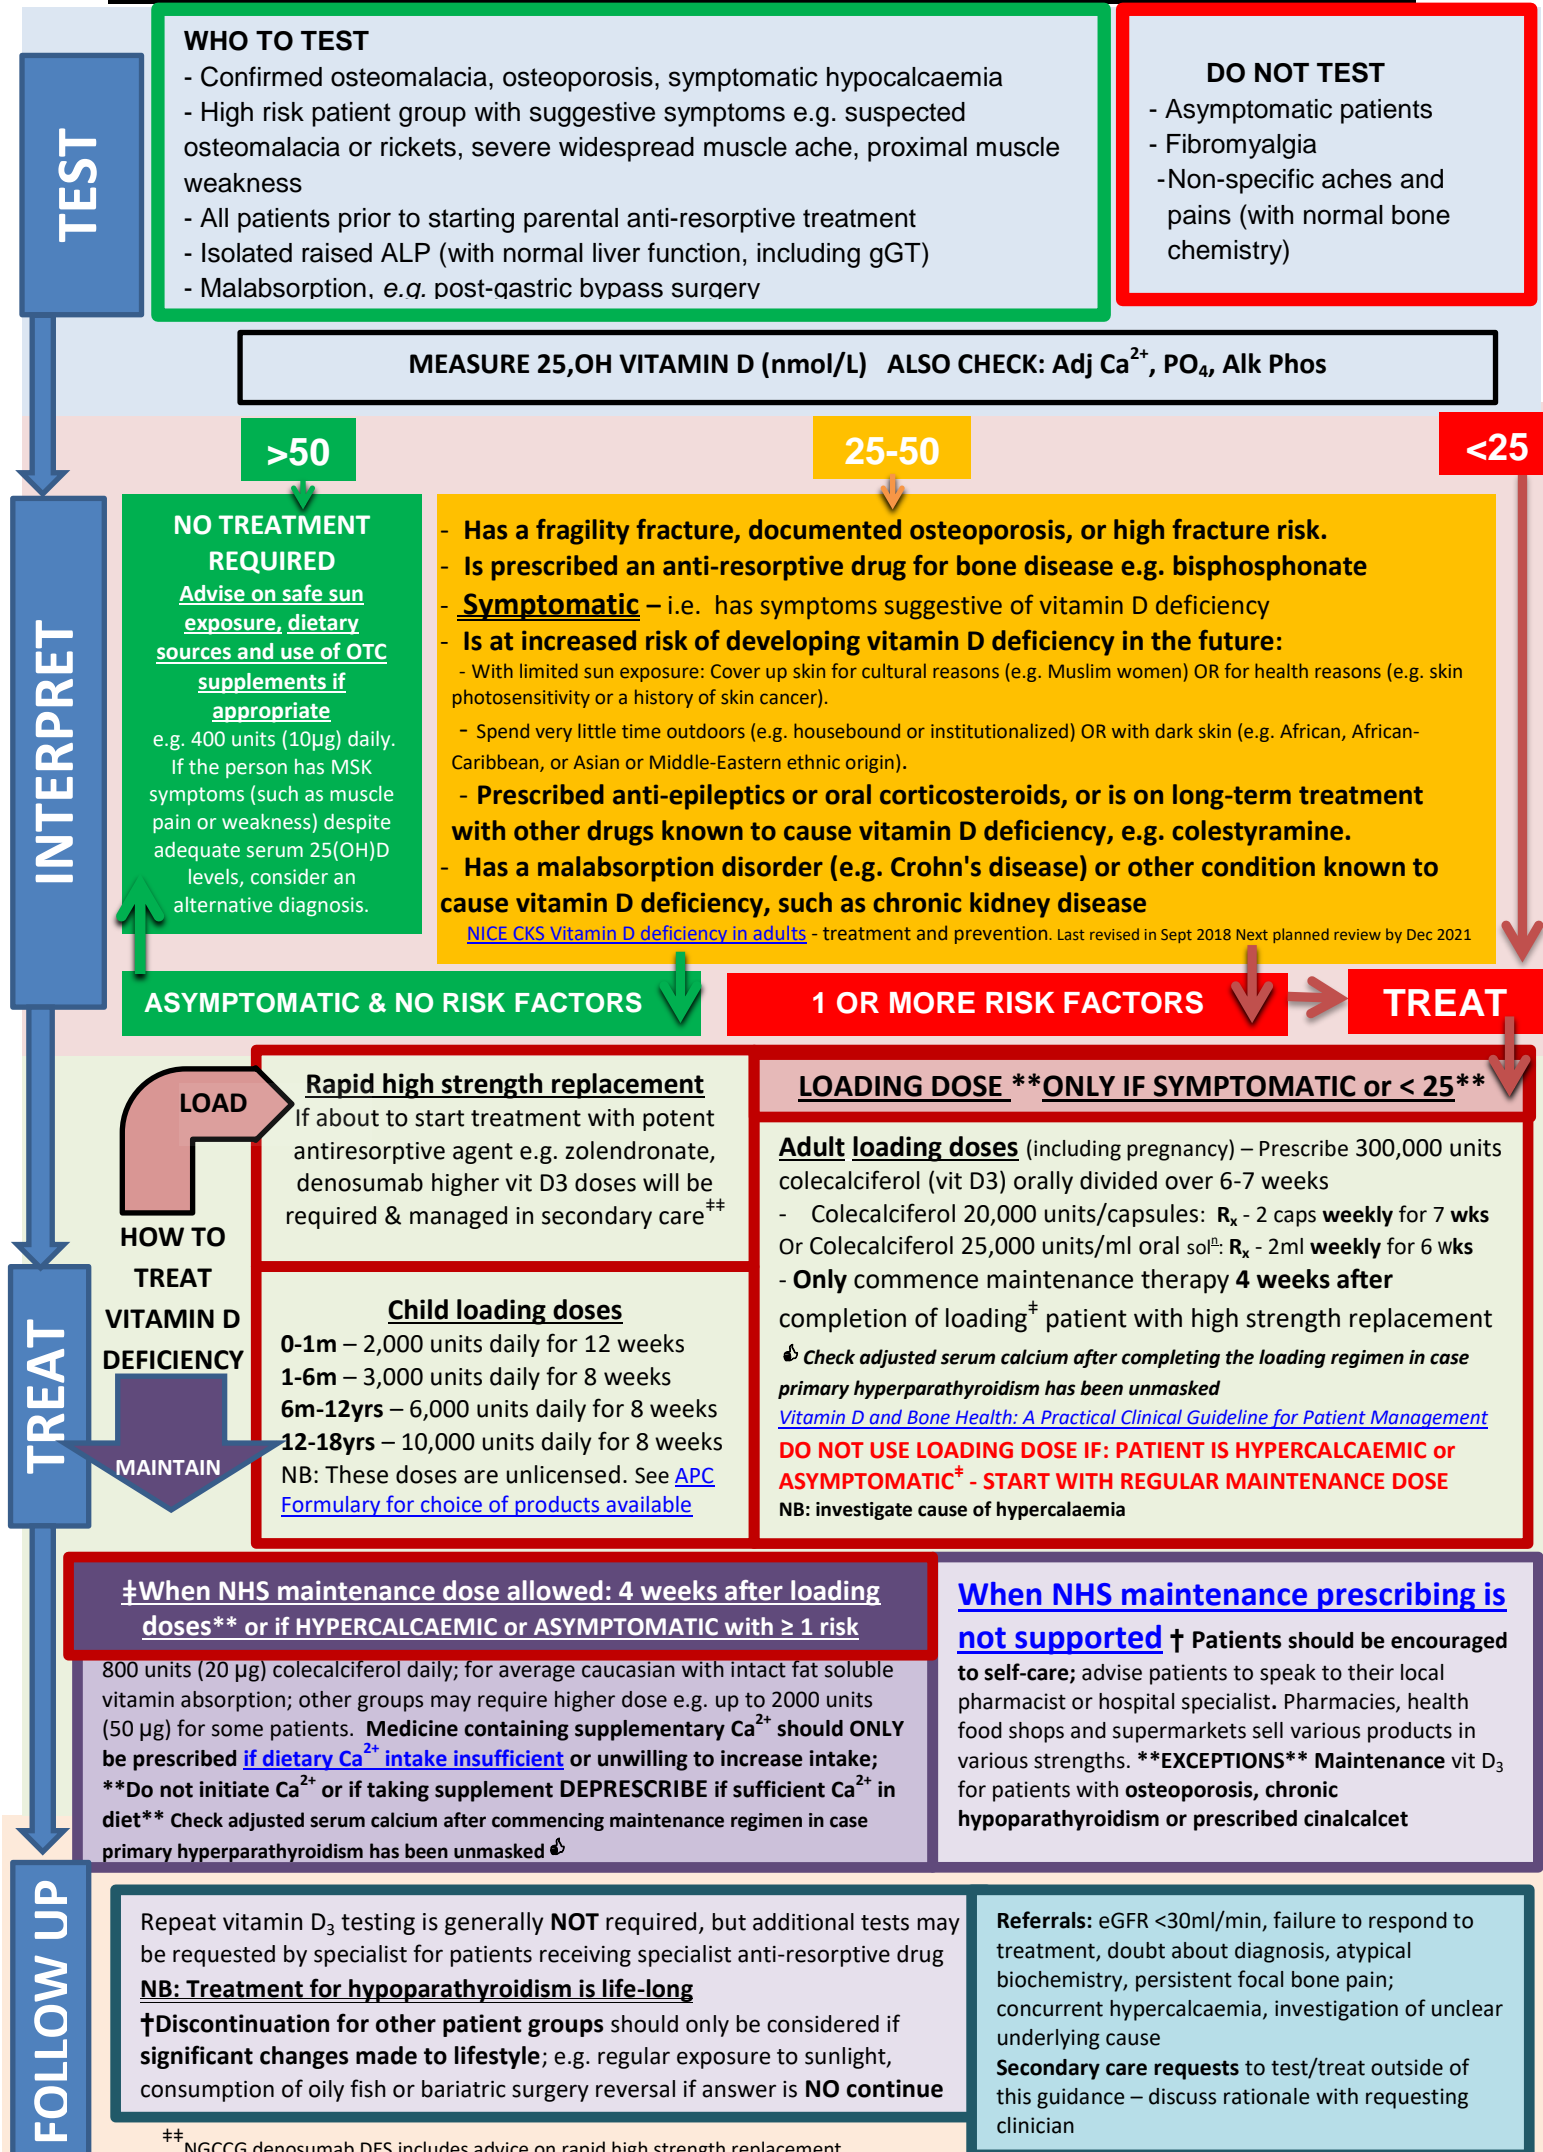 TEST
WHO TO TEST
- Confirmed osteomalacia, osteoporosis, symptomatic hypocalcaemia
- High risk patient group with suggestive symptoms e.g. suspected
osteomalacia or rickets, severe widespread muscle ache, proximal muscle
weakness
- All patients prior to starting parental anti-resorptive treatment
- Isolated raised ALP (with normal liver function, including gGT)
- Malabsorption, e.g. post-gastric bypass surgery
DO NOT TEST
- Asymptomatic patients
- Fibromyalgia
-Non-specific aches and
pains (with normal bone
chemistry)
MEASURE 25,OH VITAMIN D (nmol/L) ALSO CHECK: Adj Ca²⁺, PO₄, Alk Phos
INTERPRET
>50
25-50
<25
NO TREATMENT
REQUIRED
Advise on safe sun
exposure, dietary
sources and use of OTC
supplements if
appropriate
e.g. 400 units (10µg) daily.
If the person has MSK
symptoms (such as muscle
pain or weakness) despite
adequate serum 25(OH)D
levels, consider an
alternative diagnosis.
- Has a fragility fracture, documented osteoporosis, or high fracture risk.
- Is prescribed an anti-resorptive drug for bone disease e.g. bisphosphonate
- Symptomatic – i.e. has symptoms suggestive of vitamin D deficiency
- Is at increased risk of developing vitamin D deficiency in the future:
- With limited sun exposure: Cover up skin for cultural reasons (e.g. Muslim women) OR for health reasons (e.g. skin
photosensitivity or a history of skin cancer).
- Spend very little time outdoors (e.g. housebound or institutionalized) OR with dark skin (e.g. African, African-
Caribbean, or Asian or Middle-Eastern ethnic origin).
- Prescribed anti-epileptics or oral corticosteroids, or is on long-term treatment
with other drugs known to cause vitamin D deficiency, e.g. colestyramine.
- Has a malabsorption disorder (e.g. Crohn's disease) or other condition known to
cause vitamin D deficiency, such as chronic kidney disease
NICE CKS Vitamin D deficiency in adults - treatment and prevention. Last revised in Sept 2018 Next planned review by Dec 2021
ASYMPTOMATIC & NO RISK FACTORS
1 OR MORE RISK FACTORS
TREAT
TREAT
LOAD
HOW TO
TREAT
VITAMIN D
DEFICIENCY
MAINTAIN
Rapid high strength replacement
If about to start treatment with potent
antiresorptive agent e.g. zolendronate,
denosumab higher vit D3 doses will be
required & managed in secondary care‡‡
Child loading doses
0-1m – 2,000 units daily for 12 weeks
1-6m – 3,000 units daily for 8 weeks
6m-12yrs – 6,000 units daily for 8 weeks
12-18yrs – 10,000 units daily for 8 weeks
NB: These doses are unlicensed. See APC
Formulary for choice of products available
LOADING DOSE **ONLY IF SYMPTOMATIC or < 25**
Adult loading doses (including pregnancy) – Prescribe 300,000 units
colecalciferol (vit D3) orally divided over 6-7 weeks
- Colecalciferol 20,000 units/capsules: Rₓ - 2 caps weekly for 7 wks
Or Colecalciferol 25,000 units/ml oral solⁿ: Rₓ - 2ml weekly for 6 wks
- Only commence maintenance therapy 4 weeks after
completion of loading‡ patient with high strength replacement
Check adjusted serum calcium after completing the loading regimen in case
primary hyperparathyroidism has been unmasked
Vitamin D and Bone Health: A Practical Clinical Guideline for Patient Management
DO NOT USE LOADING DOSE IF: PATIENT IS HYPERCALCAEMIC or
ASYMPTOMATIC‡ - START WITH REGULAR MAINTENANCE DOSE
NB: investigate cause of hypercalaemia
‡When NHS maintenance dose allowed: 4 weeks after loading
doses** or if HYPERCALCAEMIC or ASYMPTOMATIC with ≥ 1 risk
800 units (20 µg) colecalciferol daily; for average caucasian with intact fat soluble
vitamin absorption; other groups may require higher dose e.g. up to 2000 units
(50 µg) for some patients. Medicine containing supplementary Ca²⁺ should ONLY
be prescribed if dietary Ca²⁺ intake insufficient or unwilling to increase intake;
**Do not initiate Ca²⁺ or if taking supplement DEPRESCRIBE if sufficient Ca²⁺ in
diet** Check adjusted serum calcium after commencing maintenance regimen in case
primary hyperparathyroidism has been unmasked
When NHS maintenance prescribing is
not supported † Patients should be encouraged
to self-care; advise patients to speak to their local
pharmacist or hospital specialist. Pharmacies, health
food shops and supermarkets sell various products in
various strengths. **EXCEPTIONS** Maintenance vit D₃
for patients with osteoporosis, chronic
hypoparathyroidism or prescribed cinalcalcet
FOLLOW UP
Repeat vitamin D₃ testing is generally NOT required, but additional tests may
be requested by specialist for patients receiving specialist anti-resorptive drug
NB: Treatment for hypoparathyroidism is life-long
†Discontinuation for other patient groups should only be considered if
significant changes made to lifestyle; e.g. regular exposure to sunlight,
consumption of oily fish or bariatric surgery reversal if answer is NO continue
Referrals: eGFR <30ml/min, failure to respond to
treatment, doubt about diagnosis, atypical
biochemistry, persistent focal bone pain;
concurrent hypercalcaemia, investigation of unclear
underlying cause
Secondary care requests to test/treat outside of
this guidance – discuss rationale with requesting
clinician
‡‡NGCCG denosumab DES includes advice on rapid high strength replacement